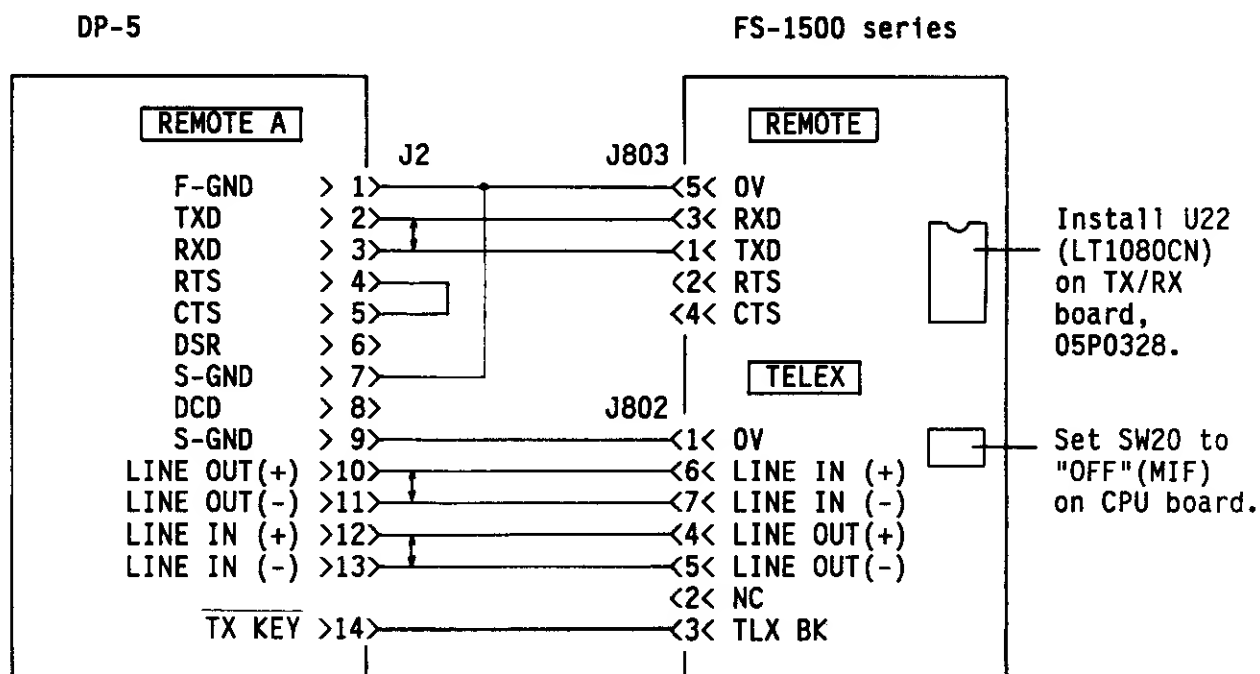 DP-5 FS-1500 series
REMOTE A REMOTE
J2 J803
F-GND > 1> <5< 0V
TXD > 2> <3< RXD
RXD > 3> <1< TXD
RTS > 4> <2< RTS
CTS > 5> <4< CTS
DSR > 6>
S-GND > 7> TELEX
DCD > 8> J802
S-GND > 9> <1< 0V
LINE OUT(+) >10> <6< LINE IN (+)
LINE OUT(-) >11> <7< LINE IN (-)
LINE IN (+) >12> <4< LINE OUT(+)
LINE IN (-) >13> <5< LINE OUT(-)
<2< NC
TX KEY >14> <3< TLX BK
Install U22
(LT1080CN)
on TX/RX
board,
05P0328.
Set SW20 to
"OFF"(MIF)
on CPU board.